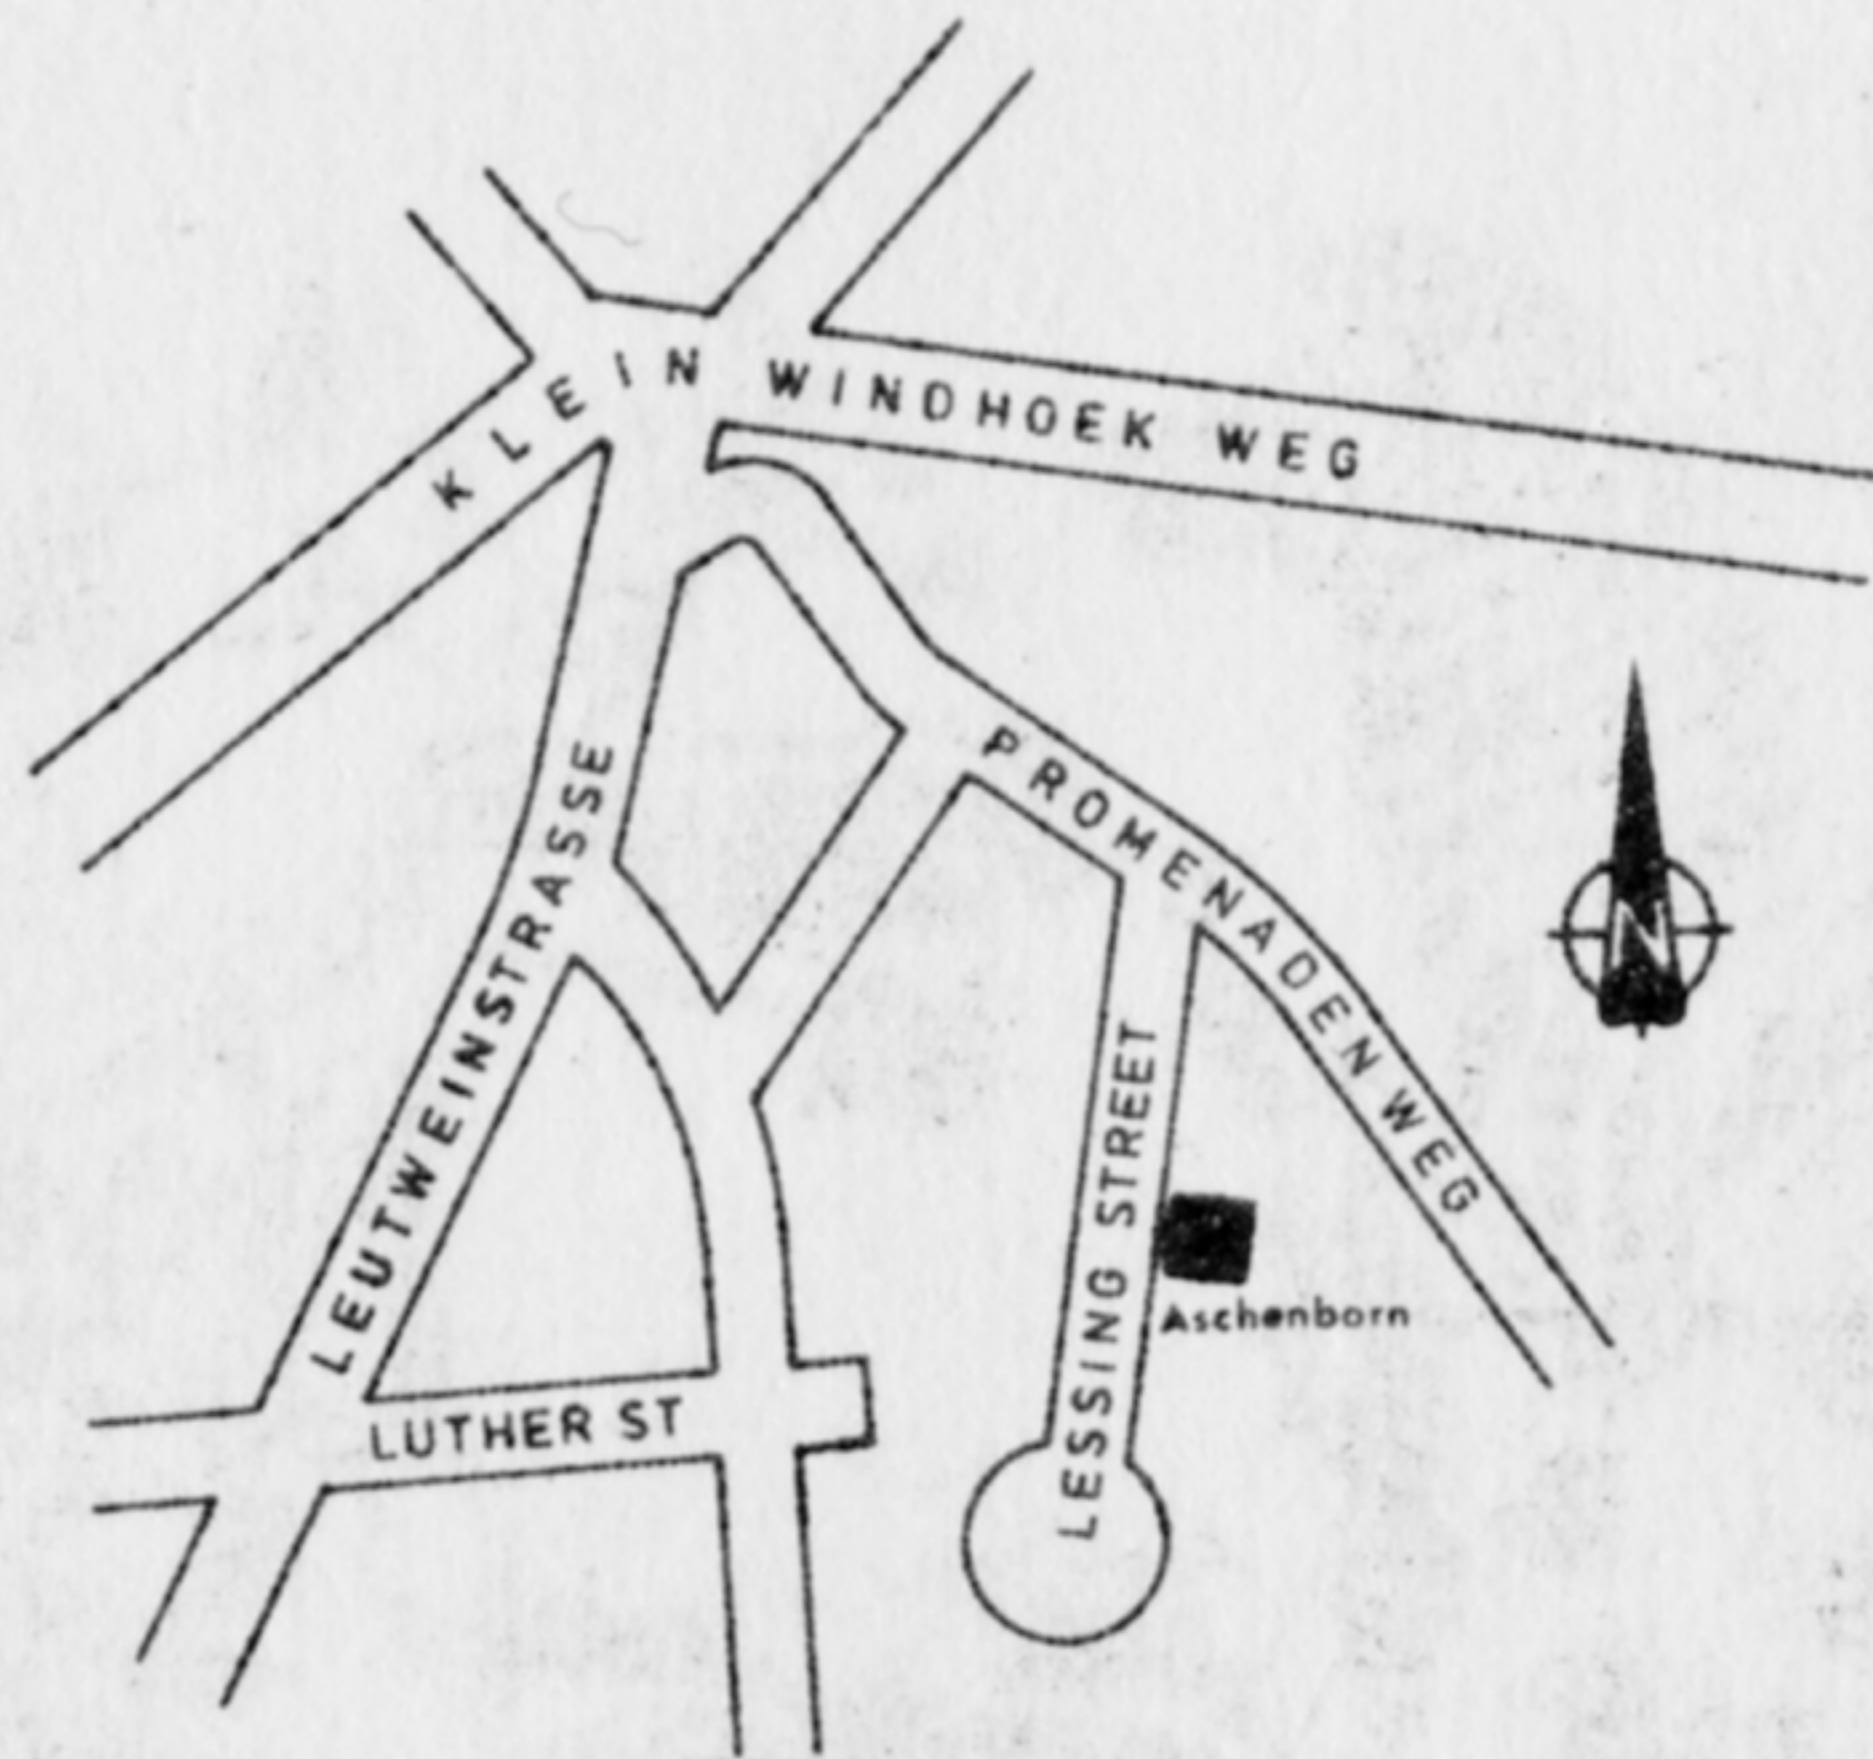 KLEIN WINDHOEK WEG
PROMENADEN WEG
LEUTWEINSTRASSE
N
LESSING STREET
Aschenborn
LUTHER ST